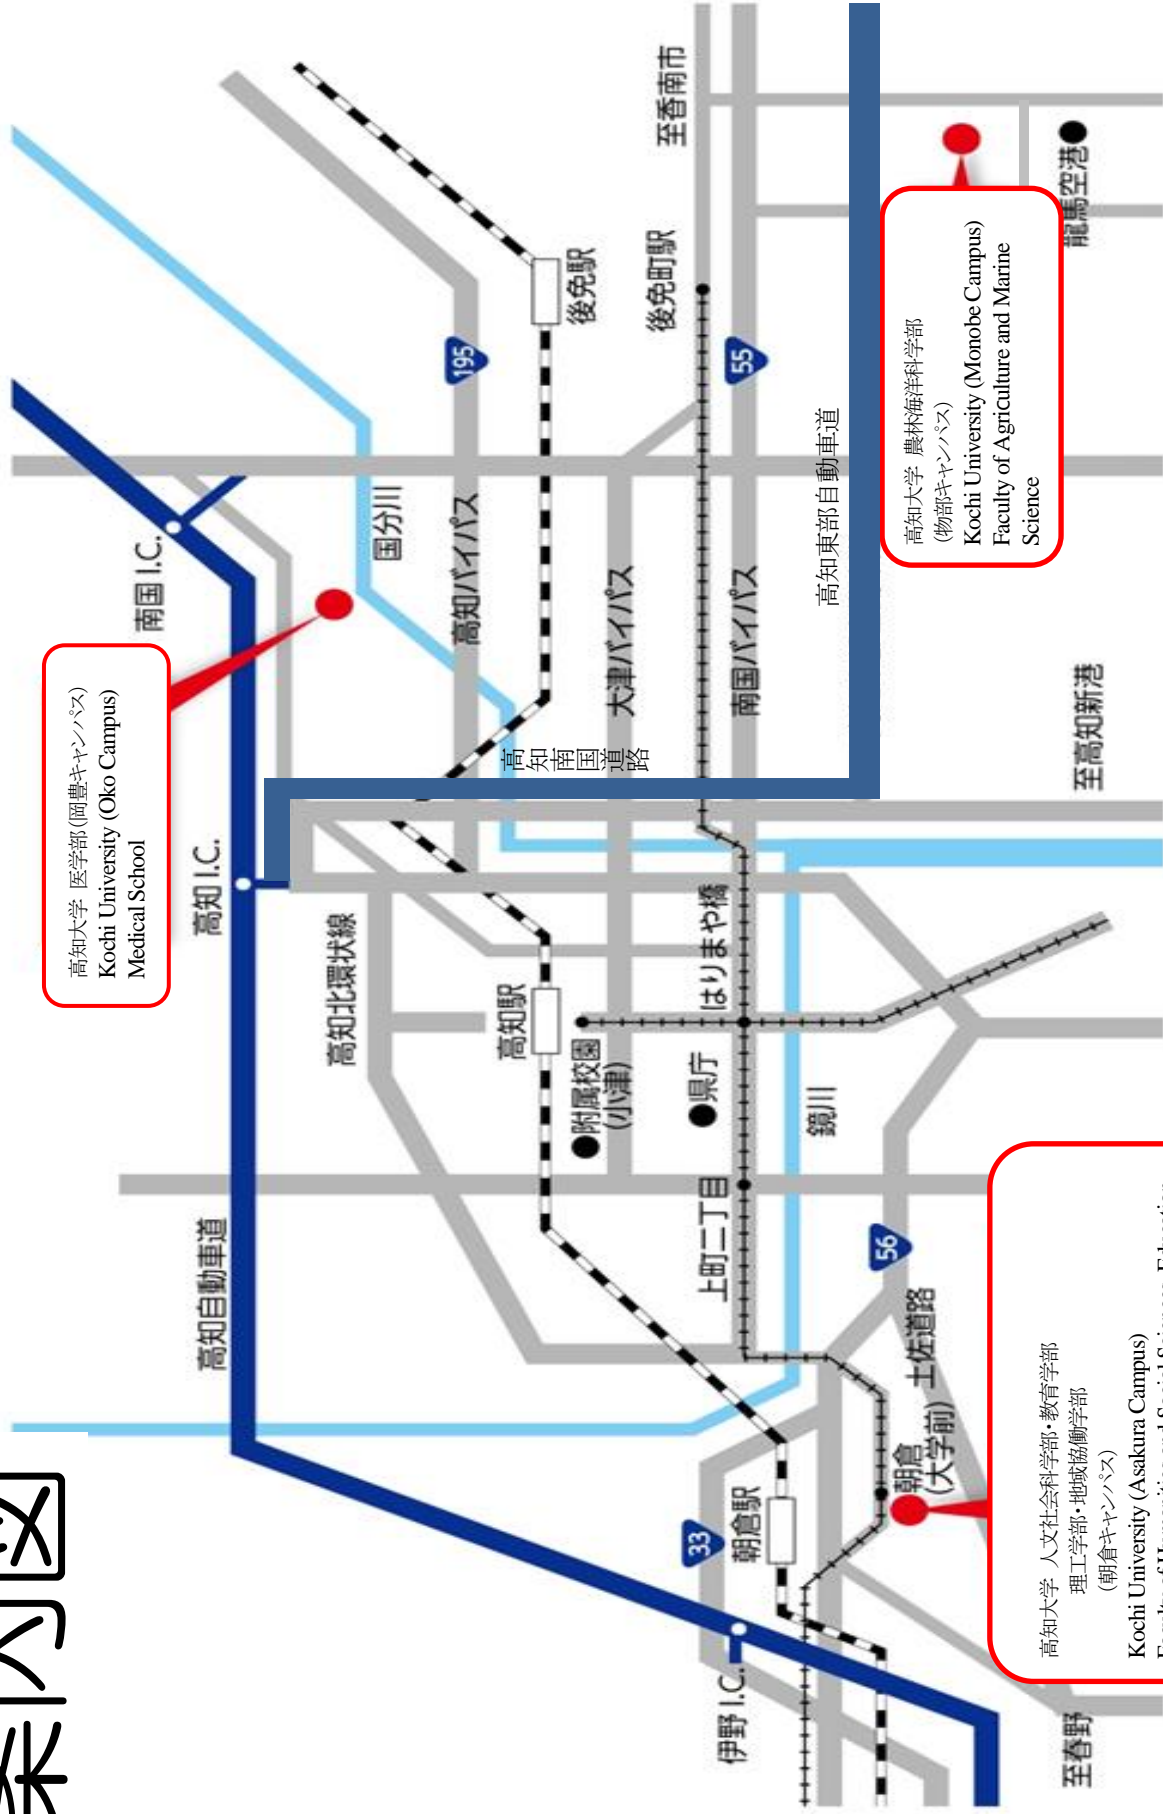 案内図
高知大学 医学部(岡豊キャンパス)
Kochi University (Oko Campus)
Medical School
南国 I.C.
高知 I.C.
高知自動車道
高知北環状線
国分川
195
高知バイパス
後免駅
高知南国道路
高知駅
●附属校園
(小津)
大津バイパス
至香南市
後免町駅
55
南国バイパス
はりまや橋
●県庁
上町二丁目
33
朝倉駅
伊野 I.C.
高知東部自動車道
鏡川
56
土佐道路
朝倉
(大学前)
高知大学 農林海洋科学部
(物部キャンパス)
Kochi University (Monobe Campus)
Faculty of Agriculture and Marine
Science
龍馬空港
至高知新港
至春野
高知大学 人文社会科学部・教育学部
理工学部・地域協働学部
(朝倉キャンパス)
Kochi University (Asakura Campus)